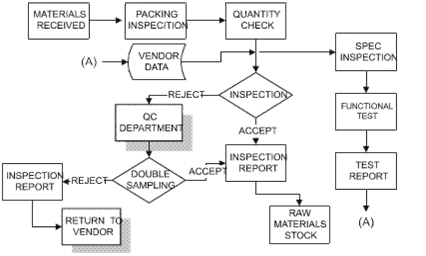 MATERIALS
RECEIVED
PACKING
INSPECITION
QUANTITY
CHECK
(A)
VENDOR
DATA
SPEC
INSPECTION
REJECT
INSPECTION
FUNCTIONAL
TEST
QC
DEPARTMENT
ACCEPT
INSPECTION
REPORT
REJECT
DOUBLE
SAMPLING
ACCEPT
INSPECTION
REPORT
TEST
REPORT
RETURN TO
VENDOR
RAW
MATERIALS
STOCK
(A)